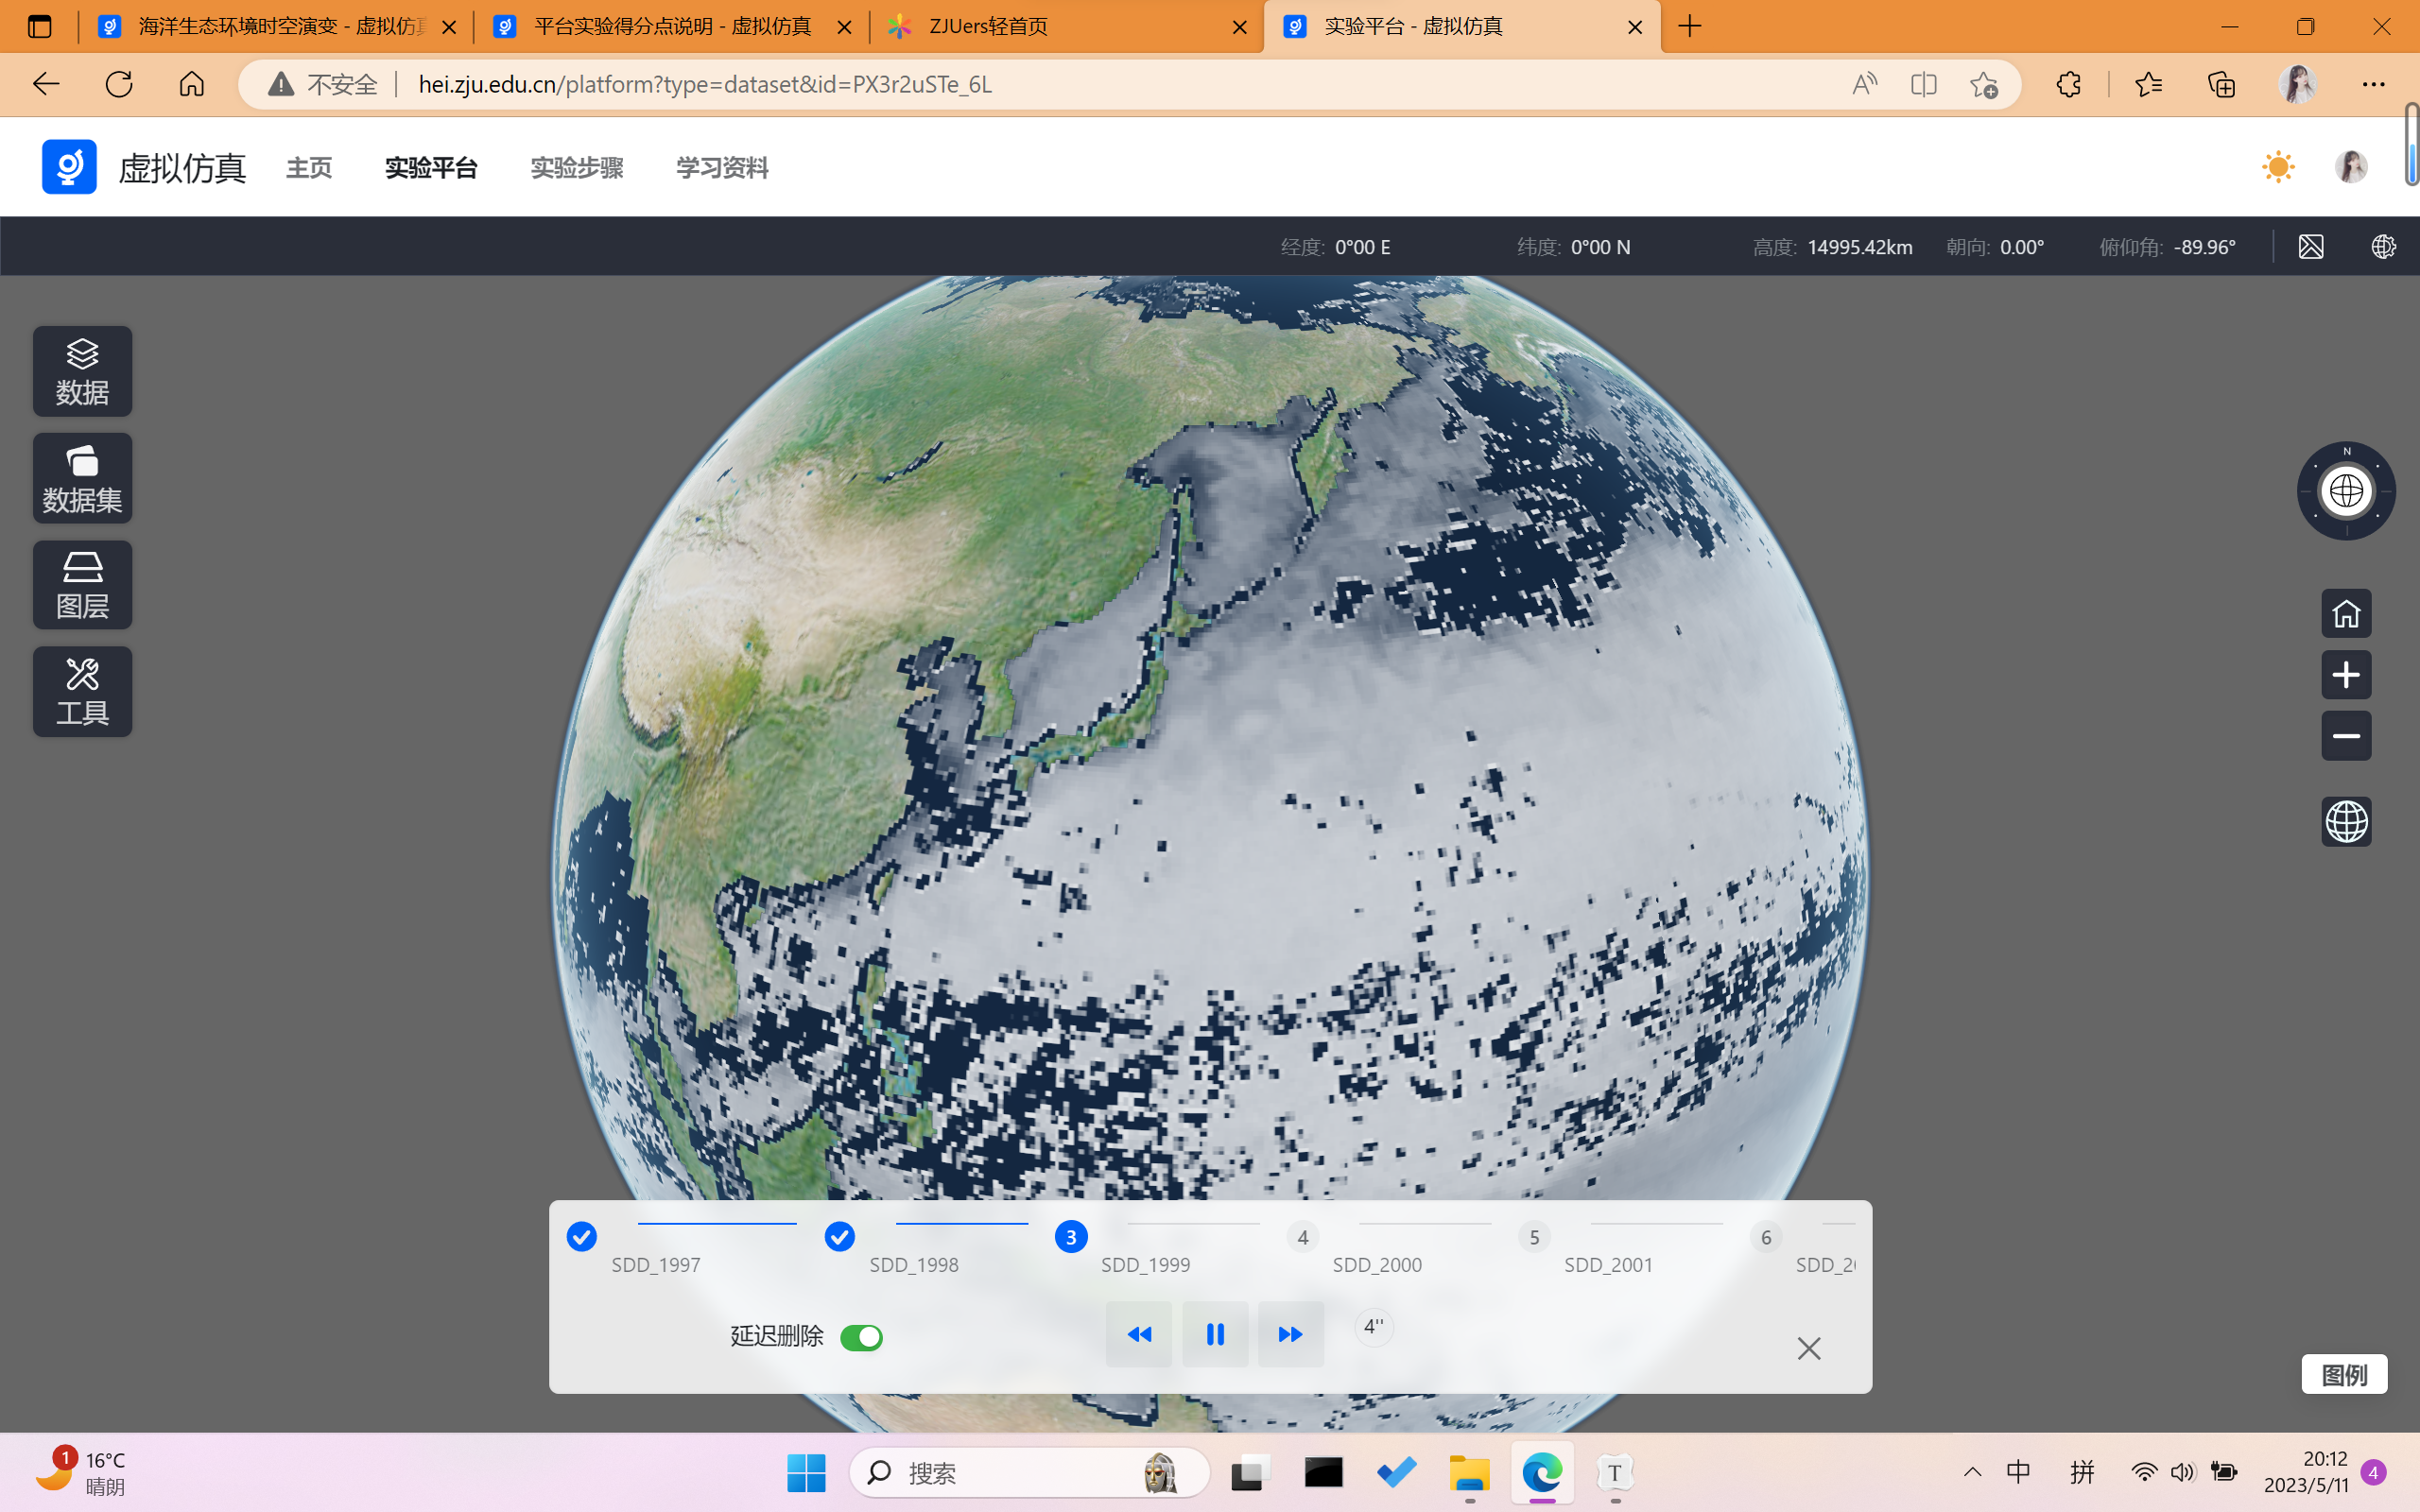 海洋生态环境时空演变 - 虚拟仿真
平台实验得分点说明 - 虚拟仿真
ZJUers轻首页
实验平台 - 虚拟仿真
不安全
hei.zju.edu.cn/platform?type=dataset&id=PX3r2uSTe_6L
虚拟仿真
主页
实验平台
实验步骤
学习资料
经度: 0°00 E
纬度: 0°00 N
高度: 14995.42km
朝向: 0.00°
俯仰角: -89.96°
数据
数据集
图层
工具
N
SDD_1997
SDD_1998
3
SDD_1999
4
SDD_2000
5
SDD_2001
6
SDD_20
延迟删除
4''
图例
1
16°C
晴朗
搜索
T
中
拼
20:12
2023/5/11
4